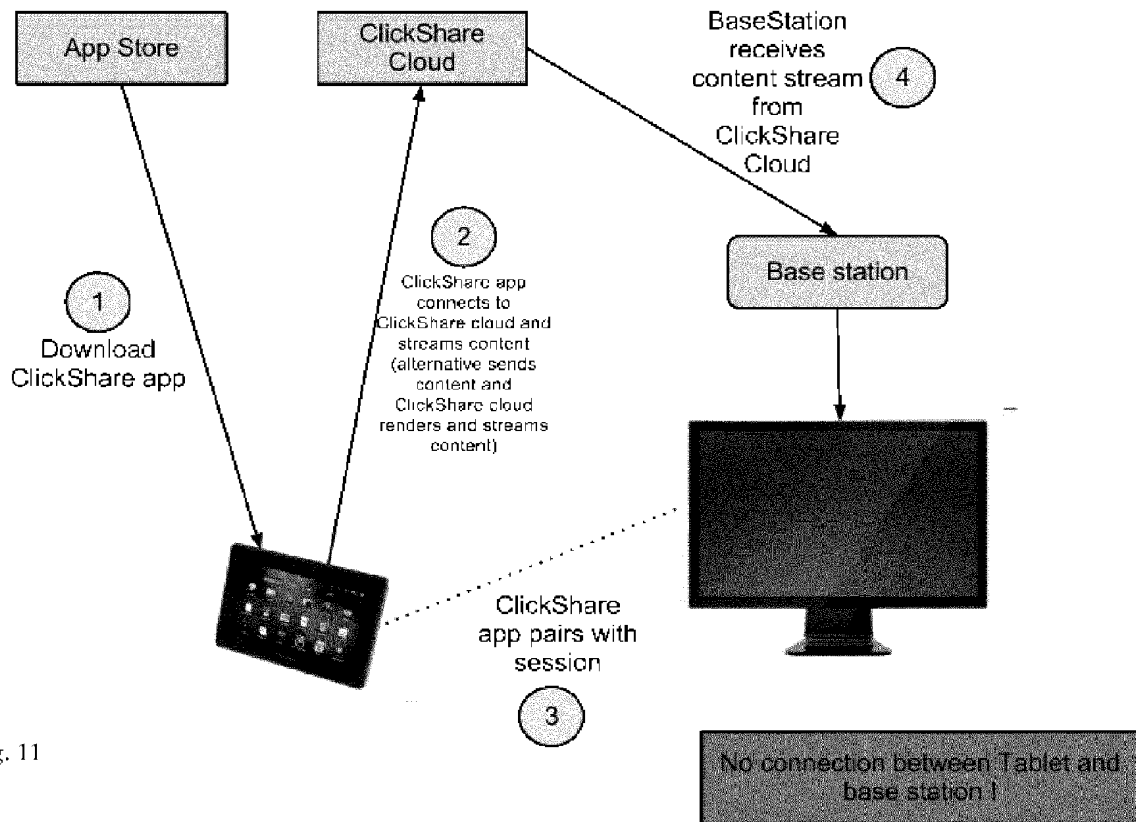 App Store
ClickShare
Cloud
BaseStation
receives
content stream
from
ClickShare
Cloud
4
2
ClickShare app
connects to
ClickShare cloud and
streams content
(alternative sends
content and
ClickShare cloud
renders and streams
content)
1
Download
ClickShare app
Base station
ClickShare
app pairs with
session
3
g. 11
No connection between Tablet and
base station !